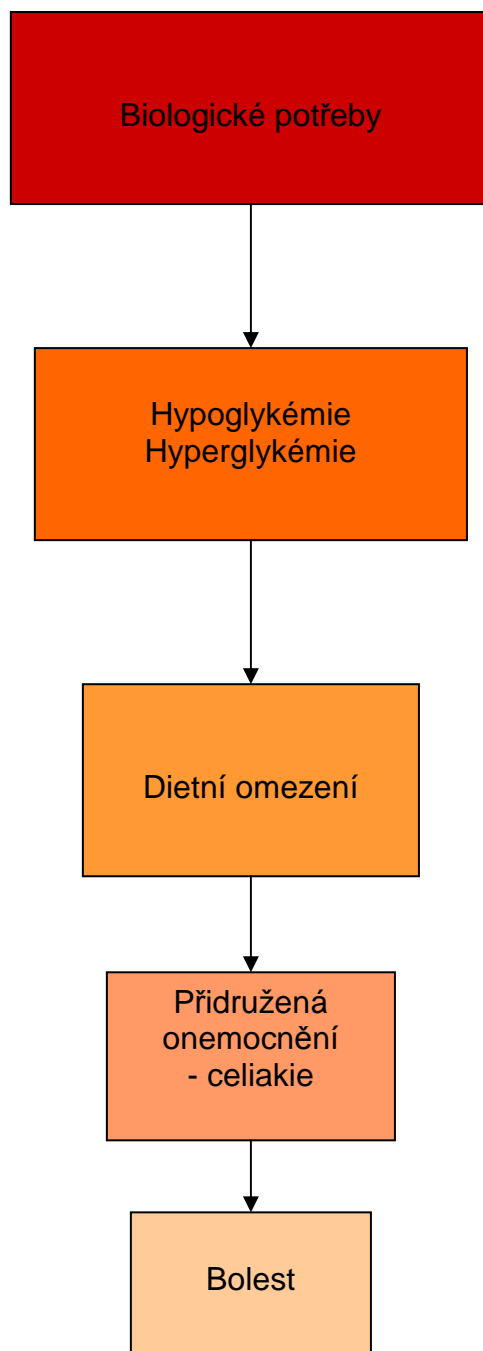 Biologické potřeby
Hypoglykémie
Hyperglykémie
Dietní omezení
Přidružená
onemocnění
- celiakie
Bolest